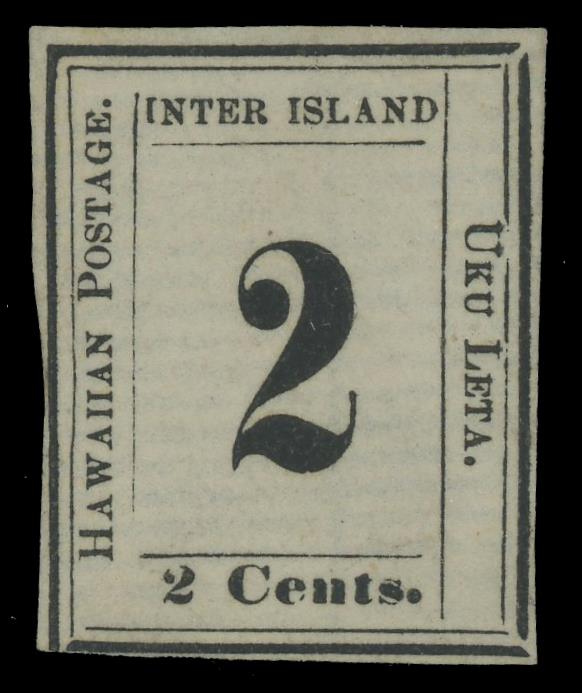 INTER ISLAND
HAWAIIAN POSTAGE.
2
UKU LETA.
2 Cents.